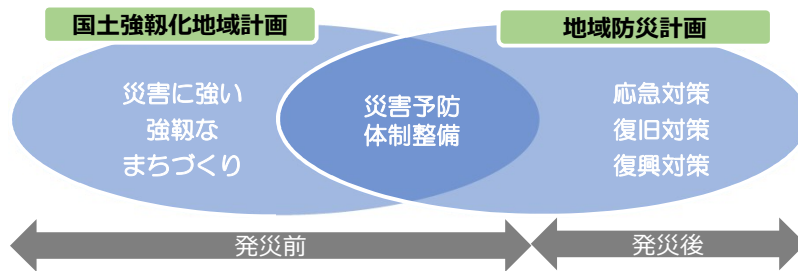 国土強靱化地域計画
地域防災計画
災害に強い
強靱な
まちづくり
災害予防
体制整備
応急対策
復旧対策
復興対策
発災前
発災後